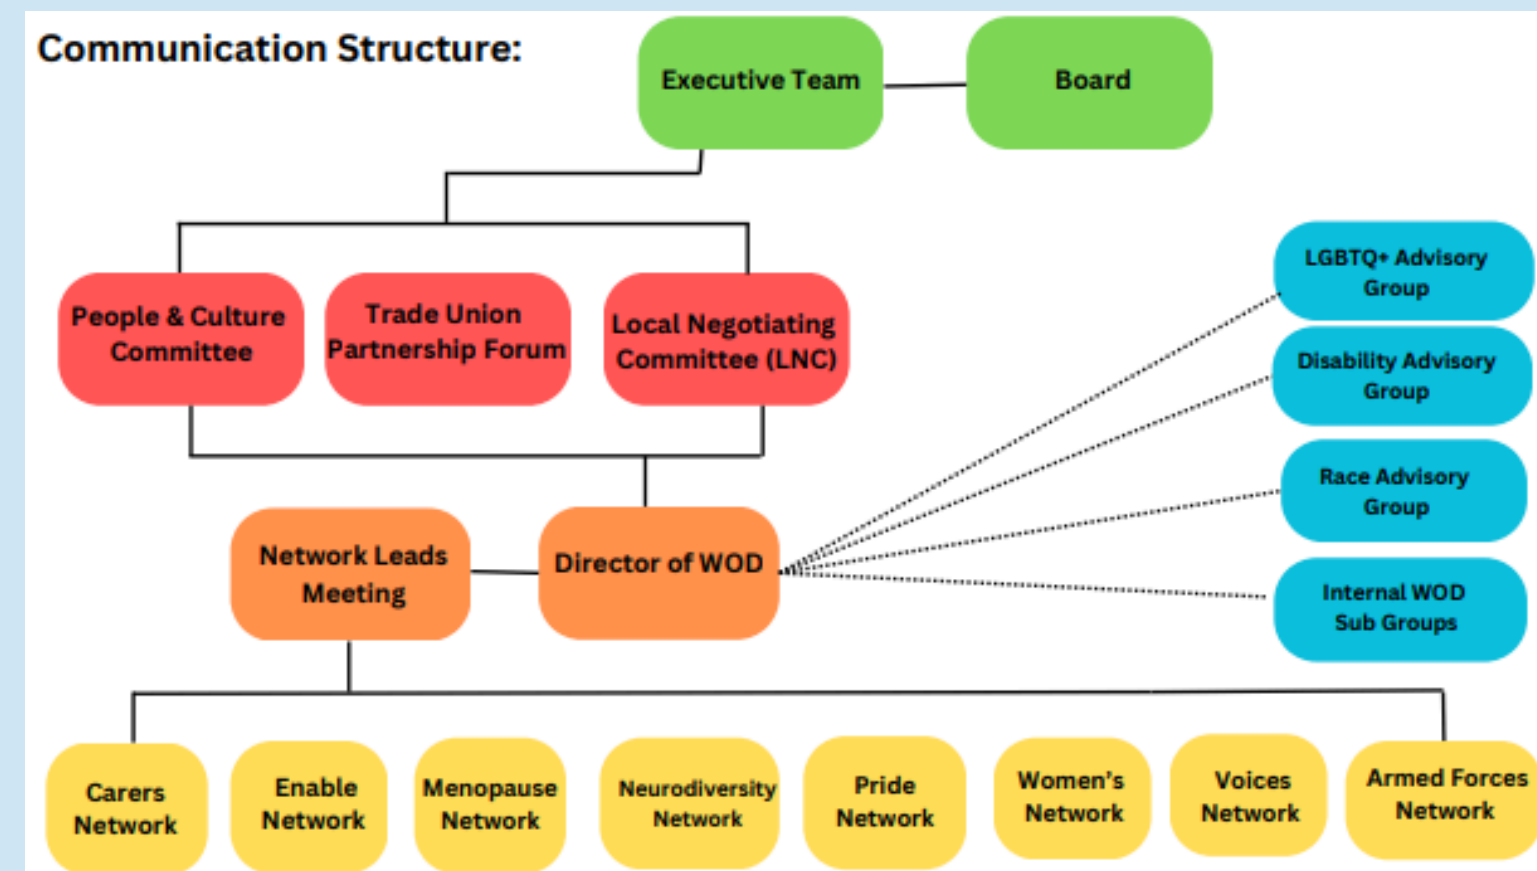 Communication Structure:
Executive Team
Board
People & Culture
Committee
Trade Union
Partnership Forum
Local Negotiating
Committee (LNC)
LGBTQ+ Advisory
Group
Disability Advisory
Group
Race Advisory
Group
Internal WOD
Sub Groups
Network Leads
Meeting
Director of WOD
Carers
Network
Enable
Network
Menopause
Network
Neurodiversity
Network
Pride
Network
Women's
Network
Voices
Network
Armed Forces
Network